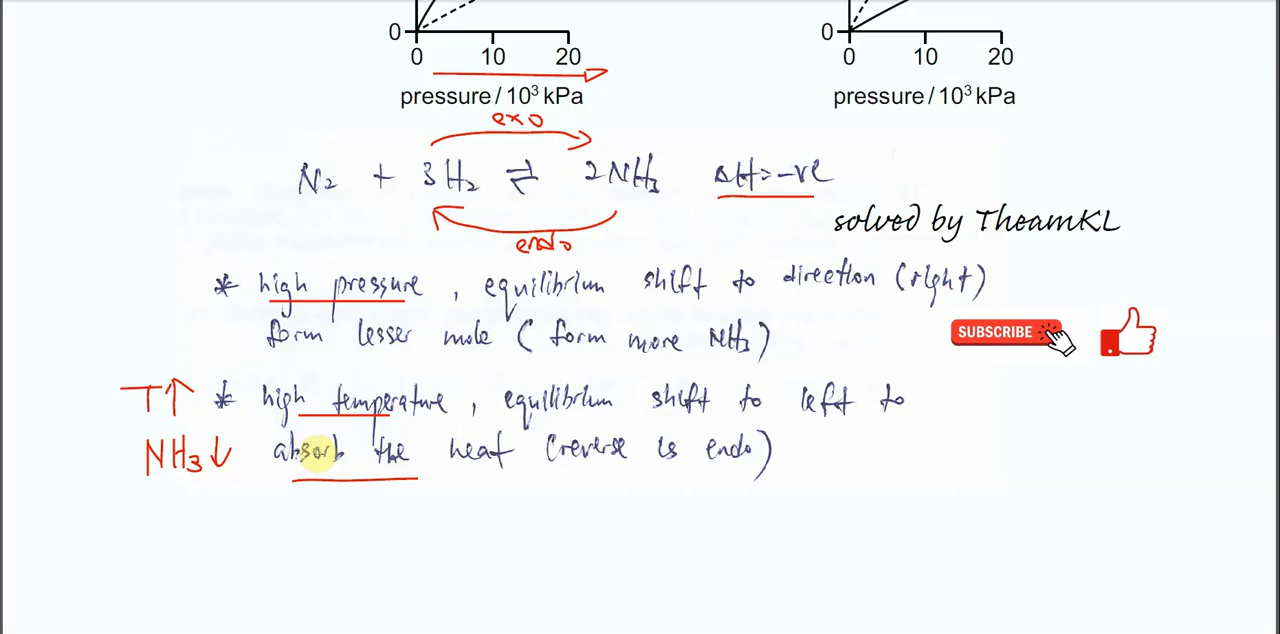 0 0
0 10 20 0 10 20
pressure / 10³ kPa pressure / 10³ kPa
exo
N₂ + 3H₂ ⇌ 2NH₃ ΔH=-ve
solved by TheamKL
endo
* high pressure, equilibrium shift to direction (right)
form lesser mole (form more NH₃)
SUBSCRIBE
T↑ * high temperature, equilibrium shift to left to
NH₃↓ absorb the heat (reverse is endo)